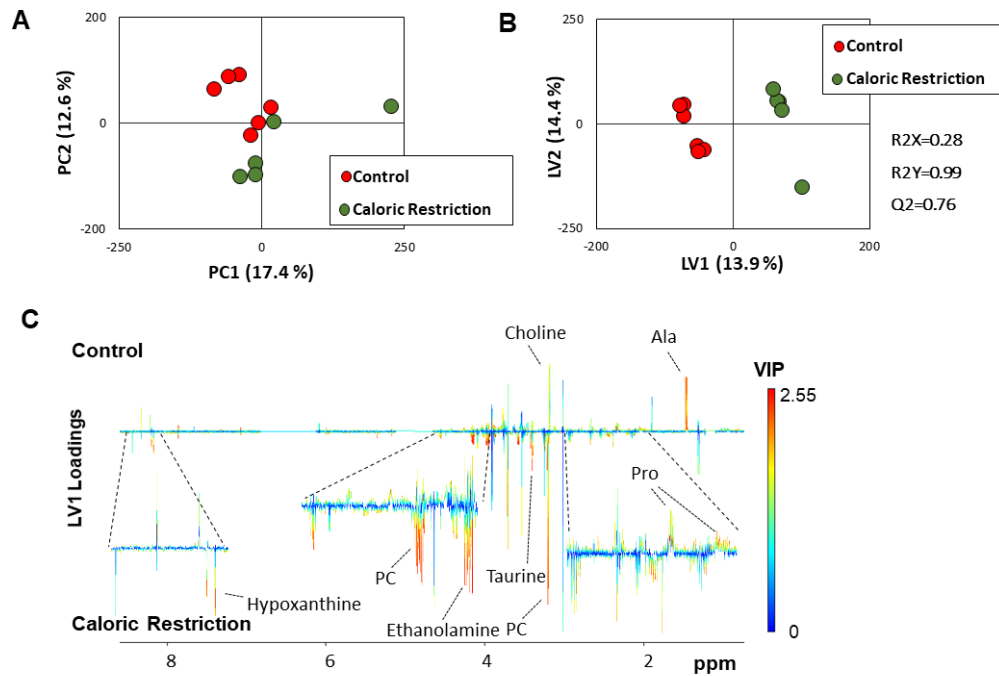 A
200
0
-200
-250
0
250
PC2 (12.6 %)
PC1 (17.4 %)
Control
Caloric Restriction
B
250
0
-250
-200
0
200
LV2 (14.4 %)
LV1 (13.9 %)
Control
Caloric Restriction
R2X=0.28
R2Y=0.99
Q2=0.76
C
Control
LV1 Loadings
Caloric Restriction
Choline
Ala
Pro
PC
Hypoxanthine
Taurine
Ethanolamine
PC
VIP
2.55
0
8
6
4
2
ppm